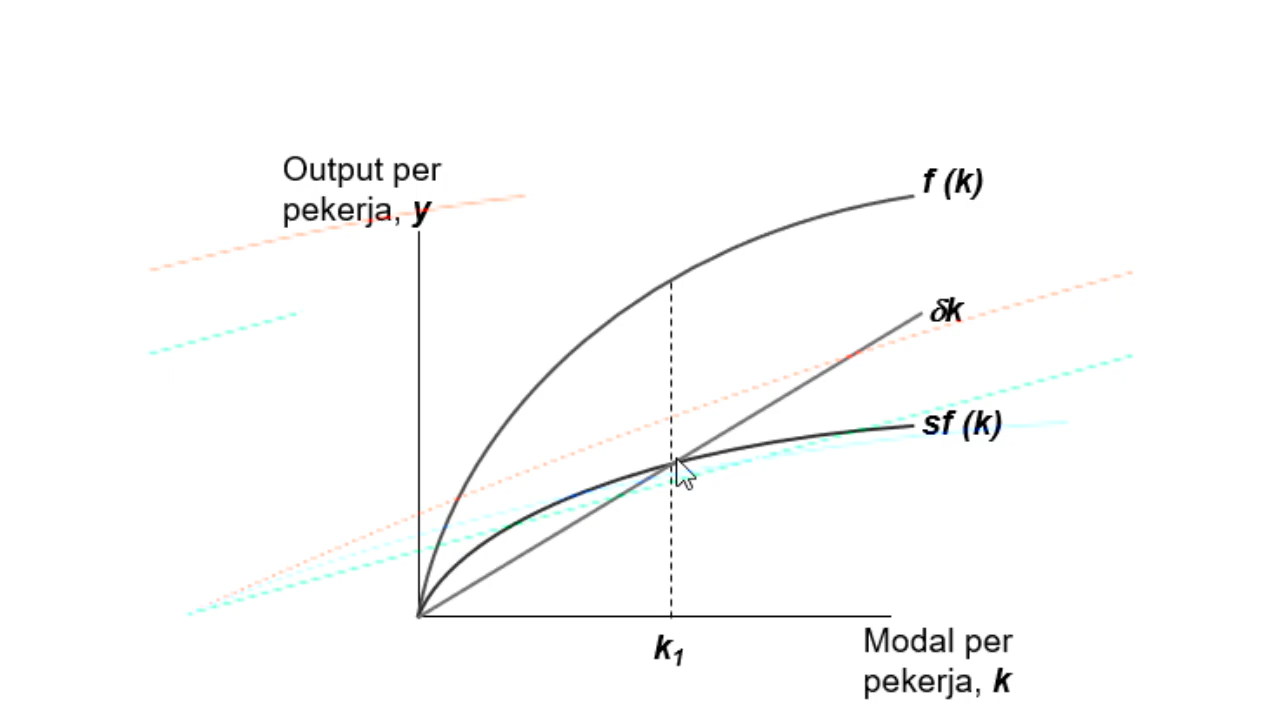 Output per
pekerja, y
f (k)
δk
sf (k)
k₁
Modal per
pekerja, k